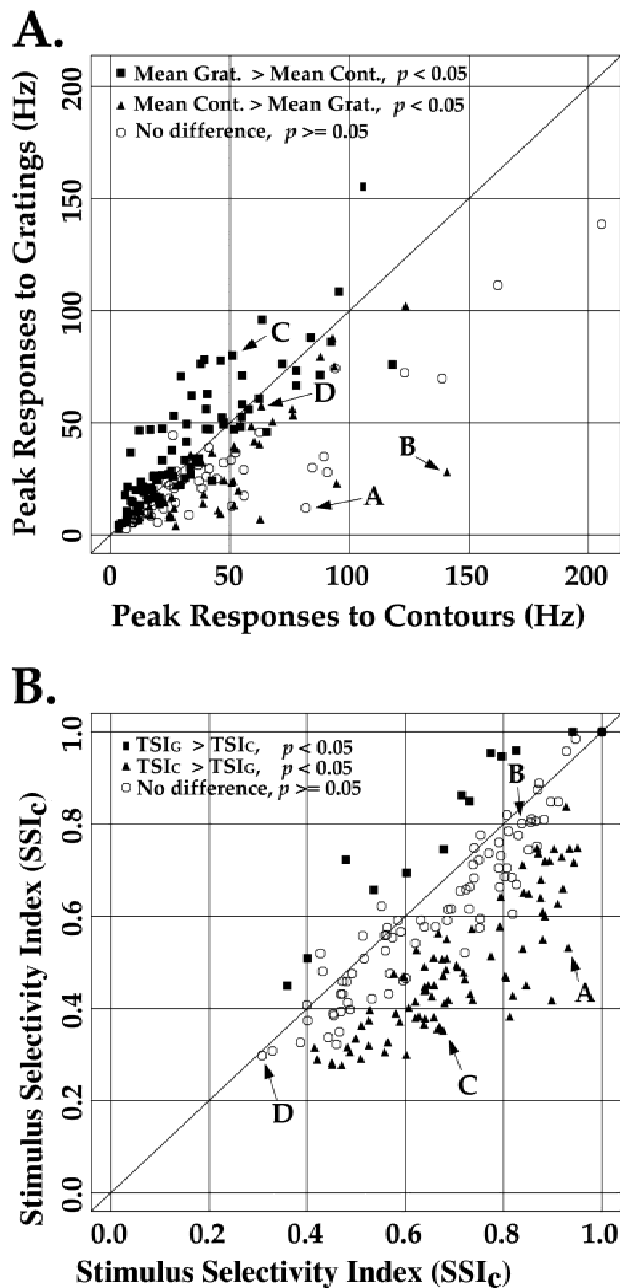 A.
Mean Grat. > Mean Cont., p < 0.05
Mean Cont. > Mean Grat., p < 0.05
No difference, p >= 0.05
Peak Responses to Gratings (Hz)
200
150
100
50
0
C
D
B
A
0 50 100 150 200
Peak Responses to Contours (Hz)
B.
TSIG > TSIC, p < 0.05
TSIC > TSIG, p < 0.05
No difference, p >= 0.05
Stimulus Selectivity Index (SSIC)
1.0
0.8
0.6
0.4
0.2
0.0
B
A
C
D
0.0 0.2 0.4 0.6 0.8 1.0
Stimulus Selectivity Index (SSIC)